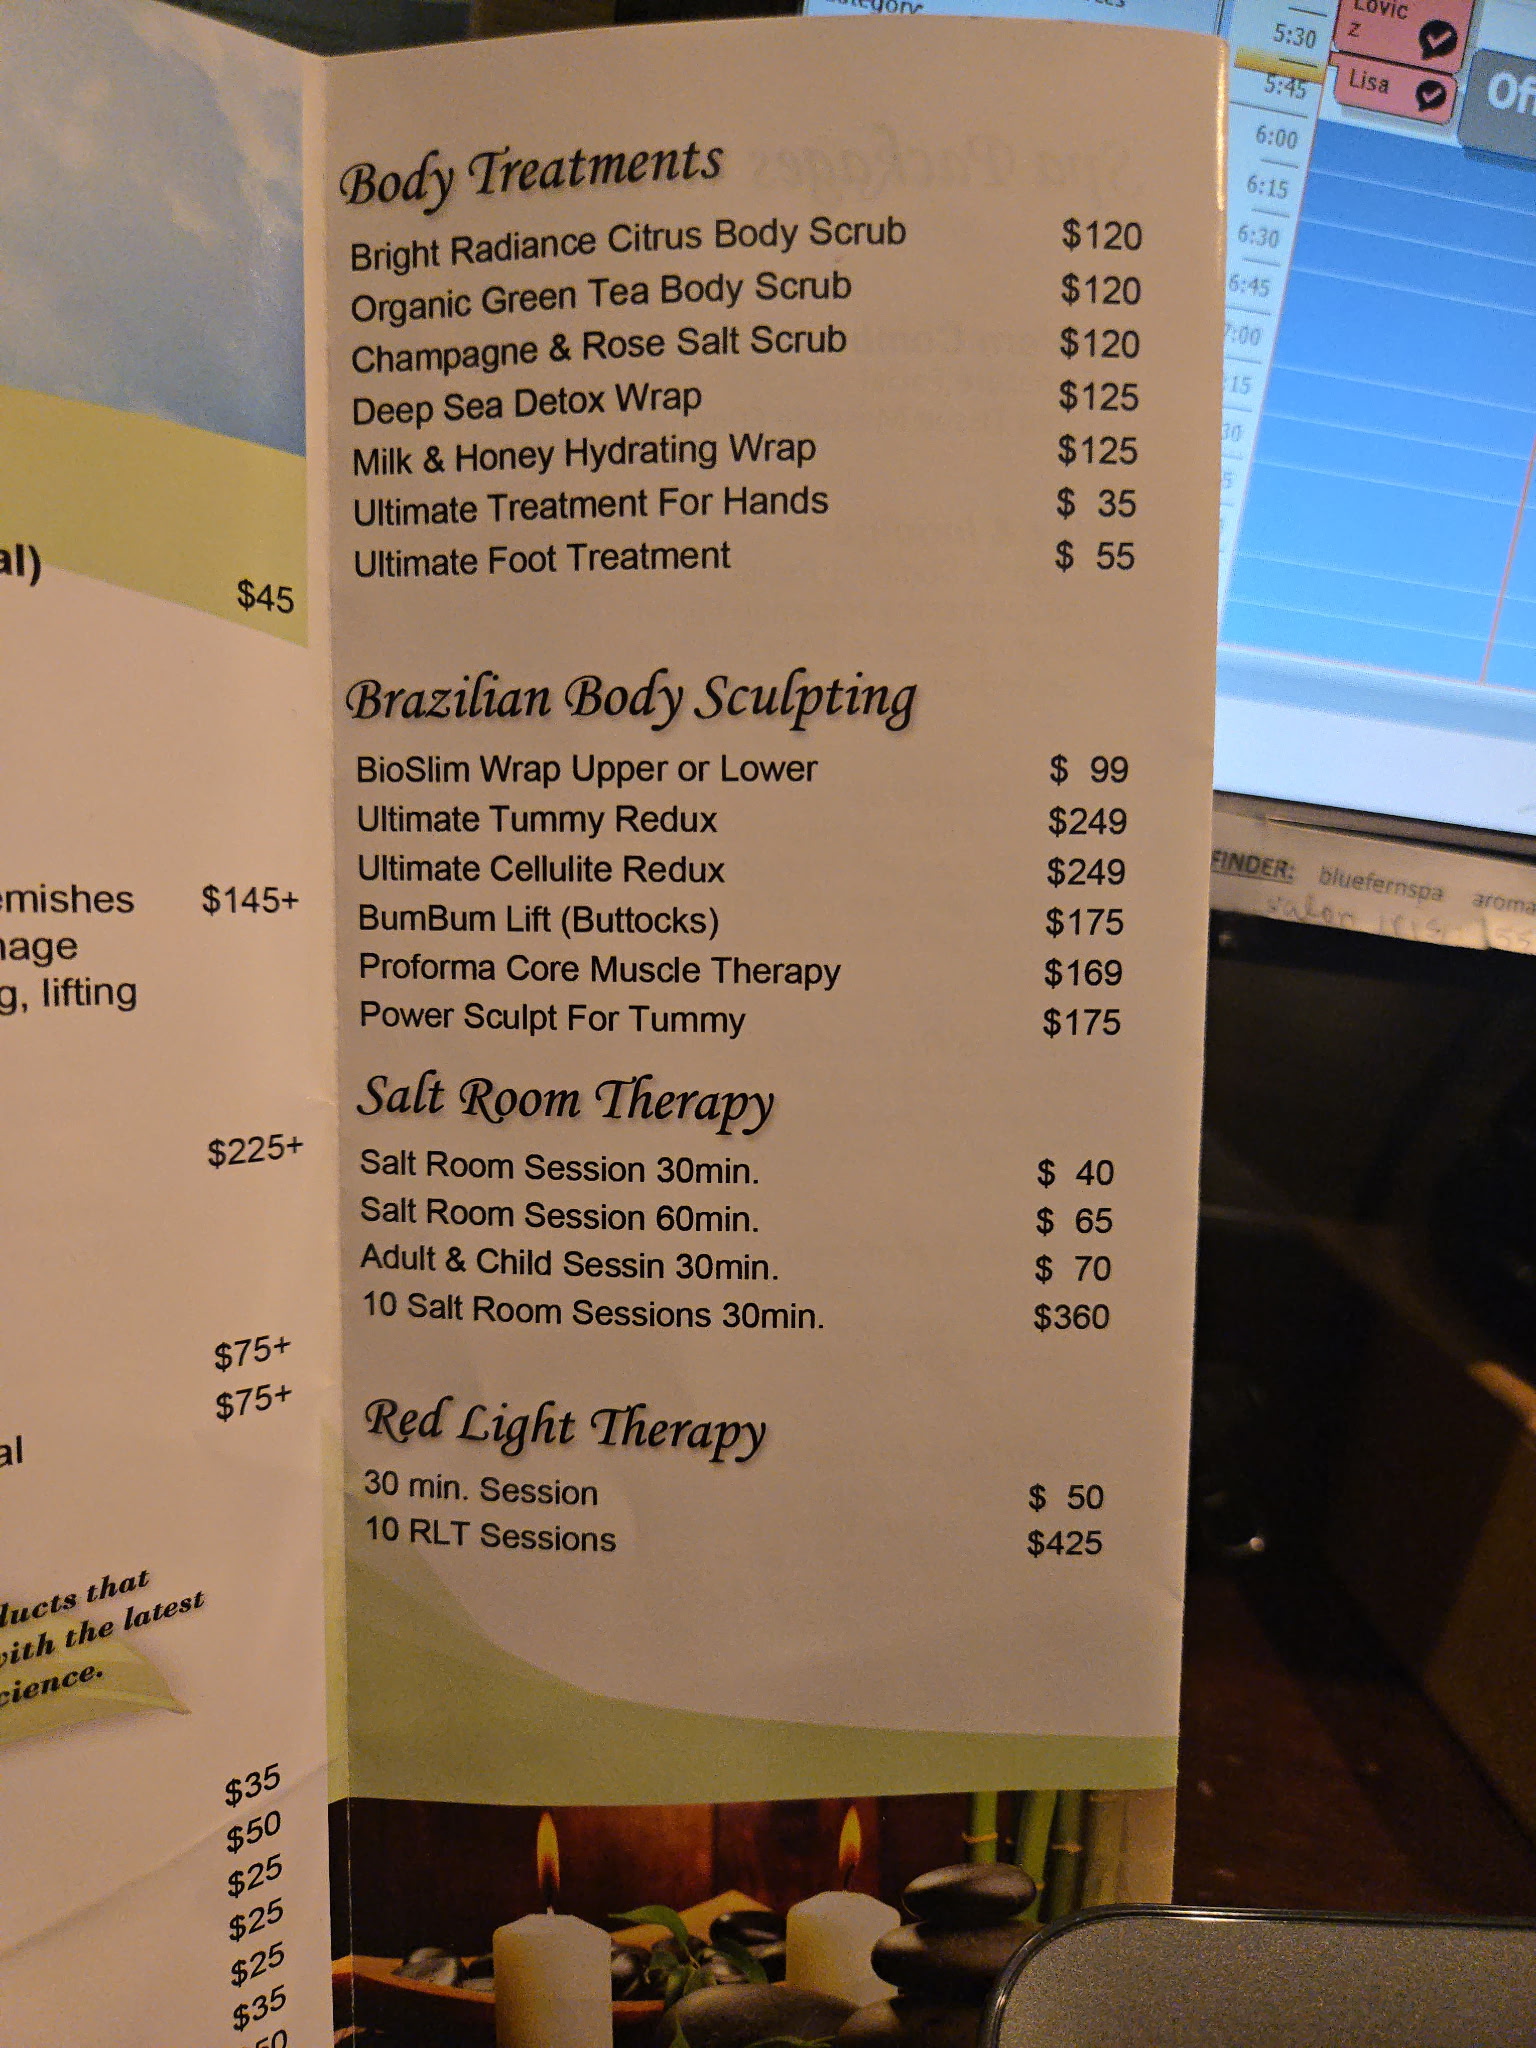 Body Treatments
Bright Radiance Citrus Body Scrub $120
Organic Green Tea Body Scrub $120
Champagne & Rose Salt Scrub $120
Deep Sea Detox Wrap $125
Milk & Honey Hydrating Wrap $125
Ultimate Treatment For Hands $ 35
Ultimate Foot Treatment $ 55
Brazilian Body Sculpting
BioSlim Wrap Upper or Lower $ 99
Ultimate Tummy Redux $249
Ultimate Cellulite Redux $249
BumBum Lift (Buttocks) $175
Proforma Core Muscle Therapy $169
Power Sculpt For Tummy $175
Salt Room Therapy
Salt Room Session 30min. $ 40
Salt Room Session 60min. $ 65
Adult & Child Sessin 30min. $ 70
10 Salt Room Sessions 30min. $360
Red Light Therapy
30 min. Session $ 50
10 RLT Sessions $425
al)
$45
emishes $145+
nage
g, lifting
$225+
$75+
$75+
al
ducts that
with the latest
cience.
$35
$50
$25
$25
$25
$35
50
Lovic
z
Lisa
5:30
5:45
6:00
6:15
6:30
6:45
7:00
15
30
FINDER: bluefernspa aroma